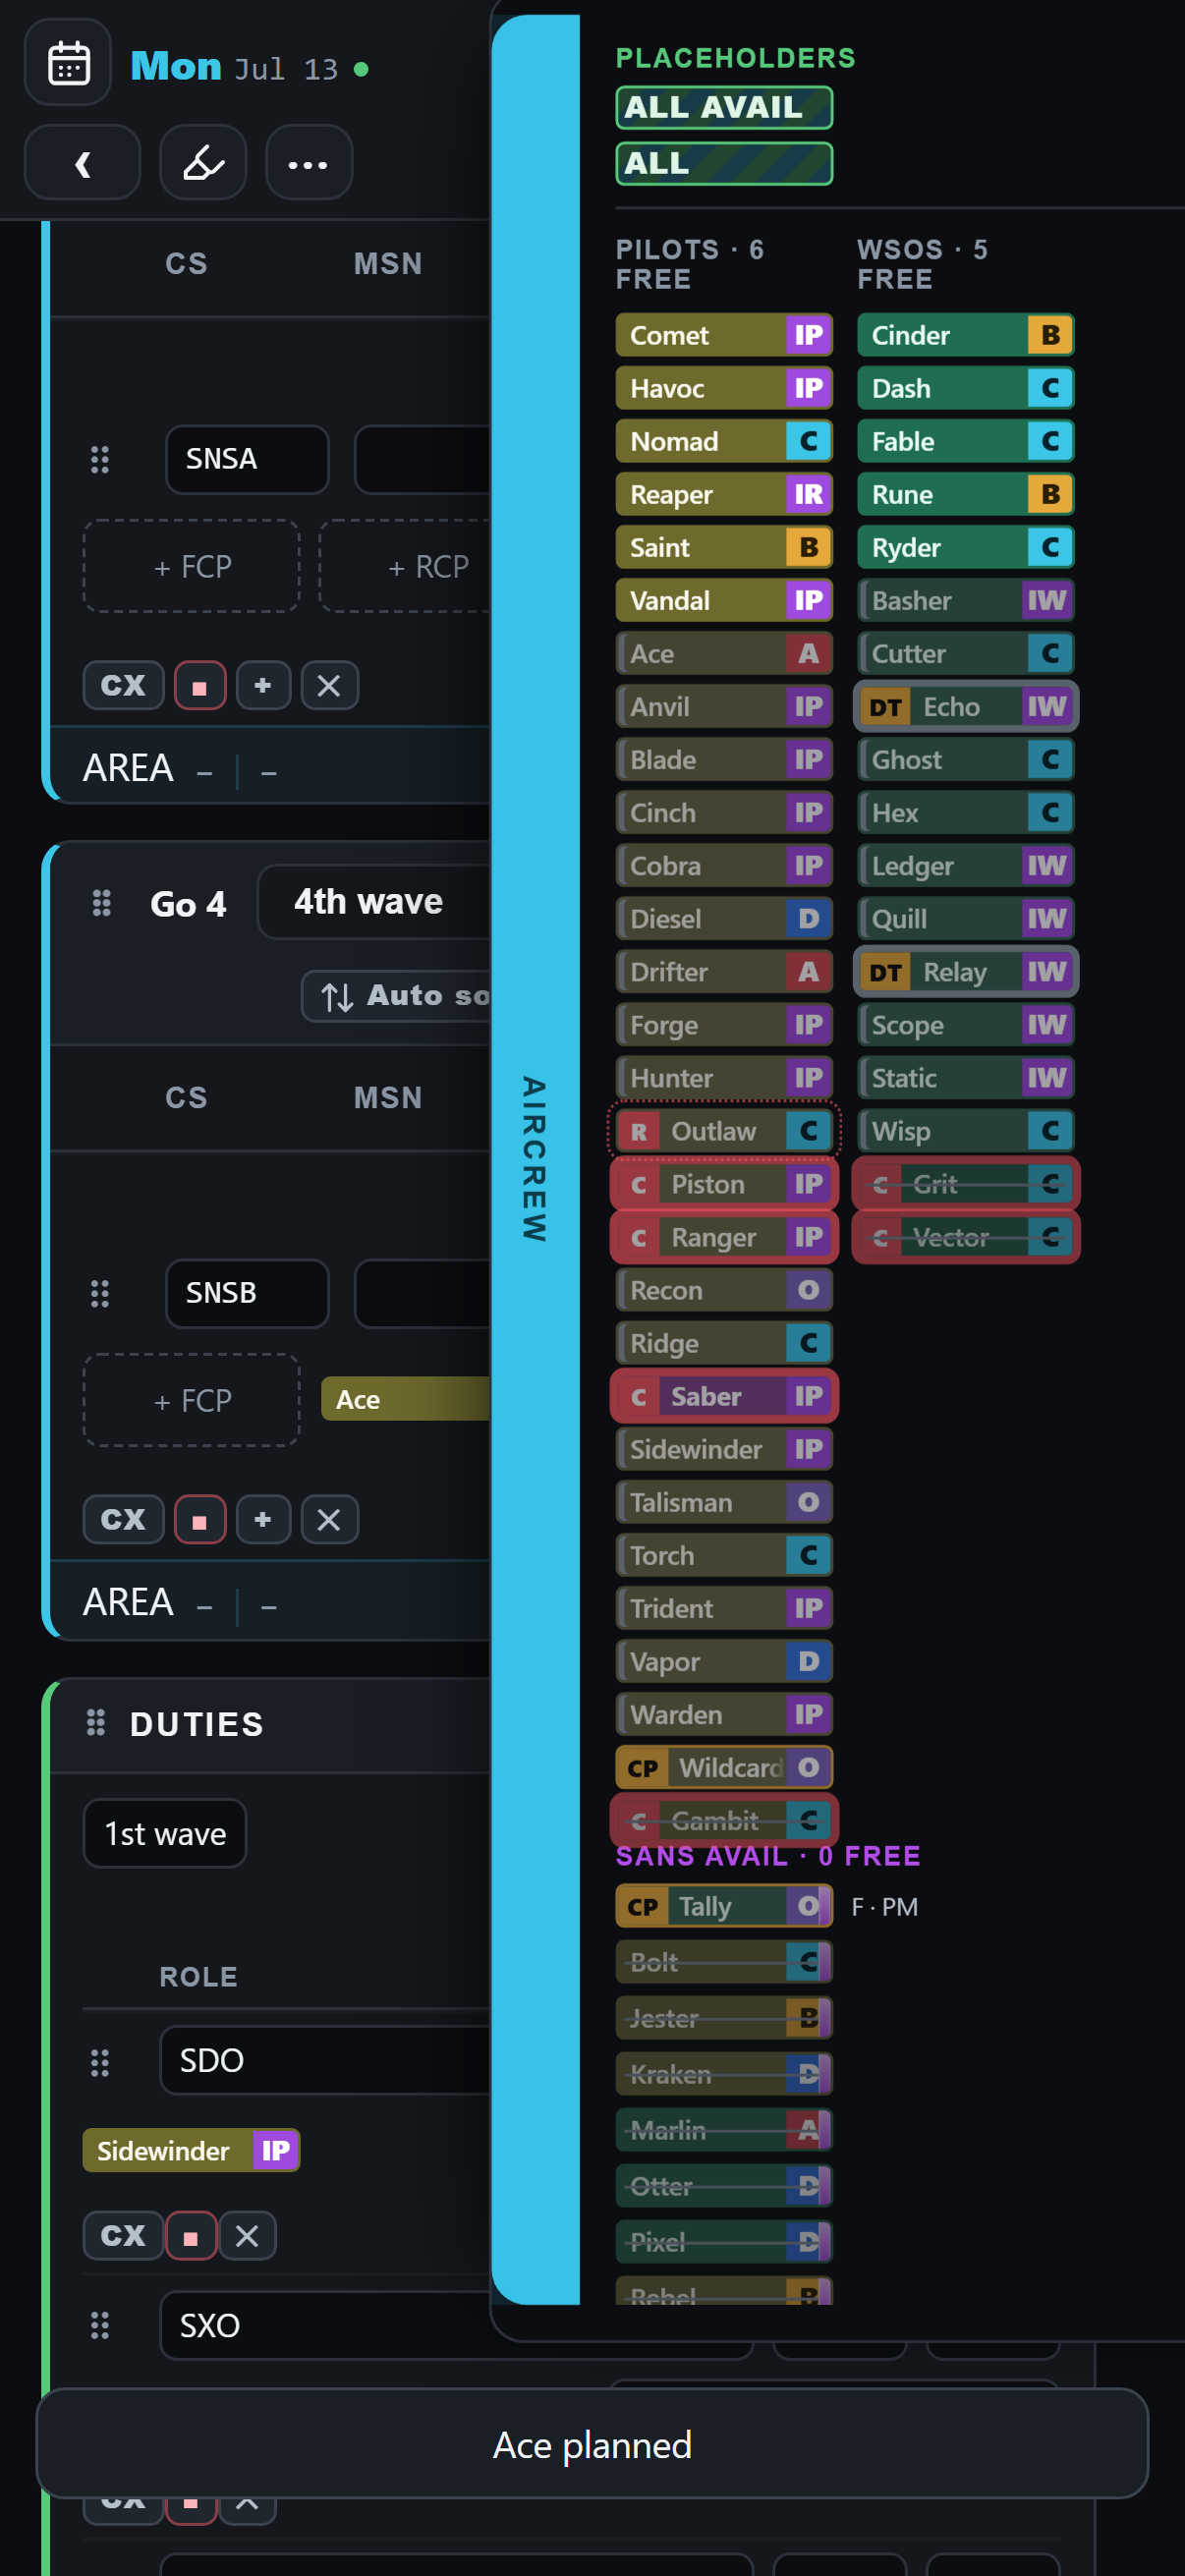 Mon Jul 13
‹
...
CS MSN
SNSA
+ FCP + RCP
CX + ×
AREA – | –
Go 4 4th wave
Auto so
CS MSN
SNSB
+ FCP Ace
CX + ×
AREA – | –
DUTIES
1st wave
ROLE
SDO
Sidewinder IP
CX ×
SXO
CX ×
AIRCREW
PLACEHOLDERS
ALL AVAIL
ALL
PILOTS · 6 FREE
Comet IP
Havoc IP
Nomad C
Reaper IR
Saint B
Vandal IP
Ace A
Anvil IP
Blade IP
Cinch IP
Cobra IP
Diesel D
Drifter A
Forge IP
Hunter IP
R Outlaw C
C Piston IP
C Ranger IP
Recon O
Ridge C
C Saber IP
Sidewinder IP
Talisman O
Torch C
Trident IP
Vapor D
Warden IP
CP Wildcard O
C Gambit C
WSOS · 5 FREE
Cinder B
Dash C
Fable C
Rune B
Ryder C
Basher IW
Cutter C
DT Echo IW
Ghost C
Hex C
Ledger IW
Quill IW
DT Relay IW
Scope IW
Static IW
Wisp C
C Grit C
C Vector C
SANS AVAIL · 0 FREE
CP Tally O F · PM
Bolt C
Jester B
Kraken D
Marlin A
Otter D
Pixel D
Rebel B
Ace planned